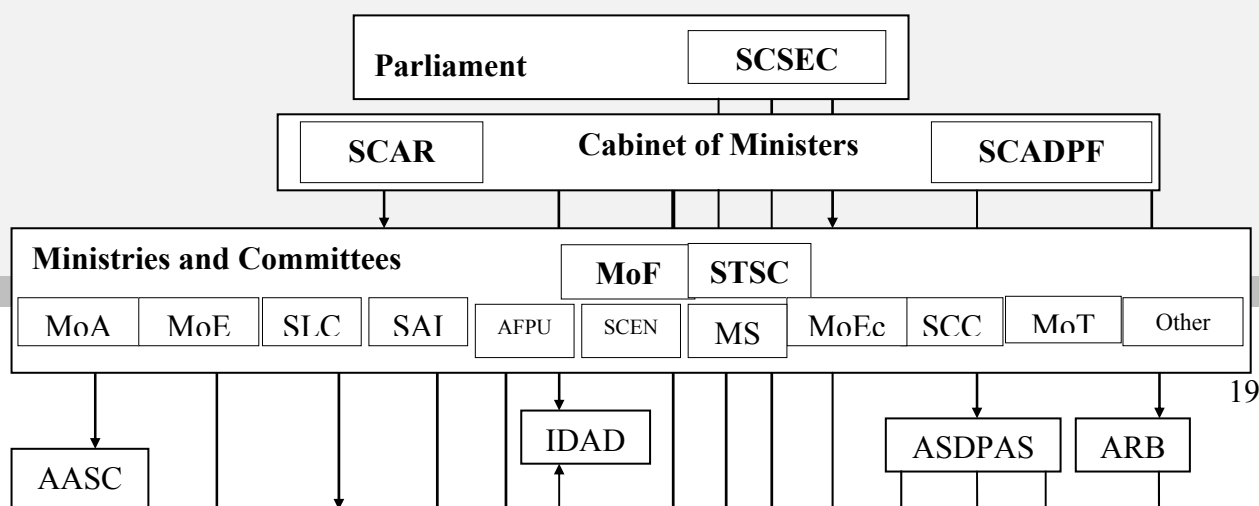 Parliament
SCSEC
SCAR
Cabinet of Ministers
SCADPF
Ministries and Committees
MoF
STSC
MoA
MoE
SLC
SAI
AFPU
SCEN
MS
MoEc
SCC
MoT
Other
19
IDAD
ASDPAS
ARB
AASC